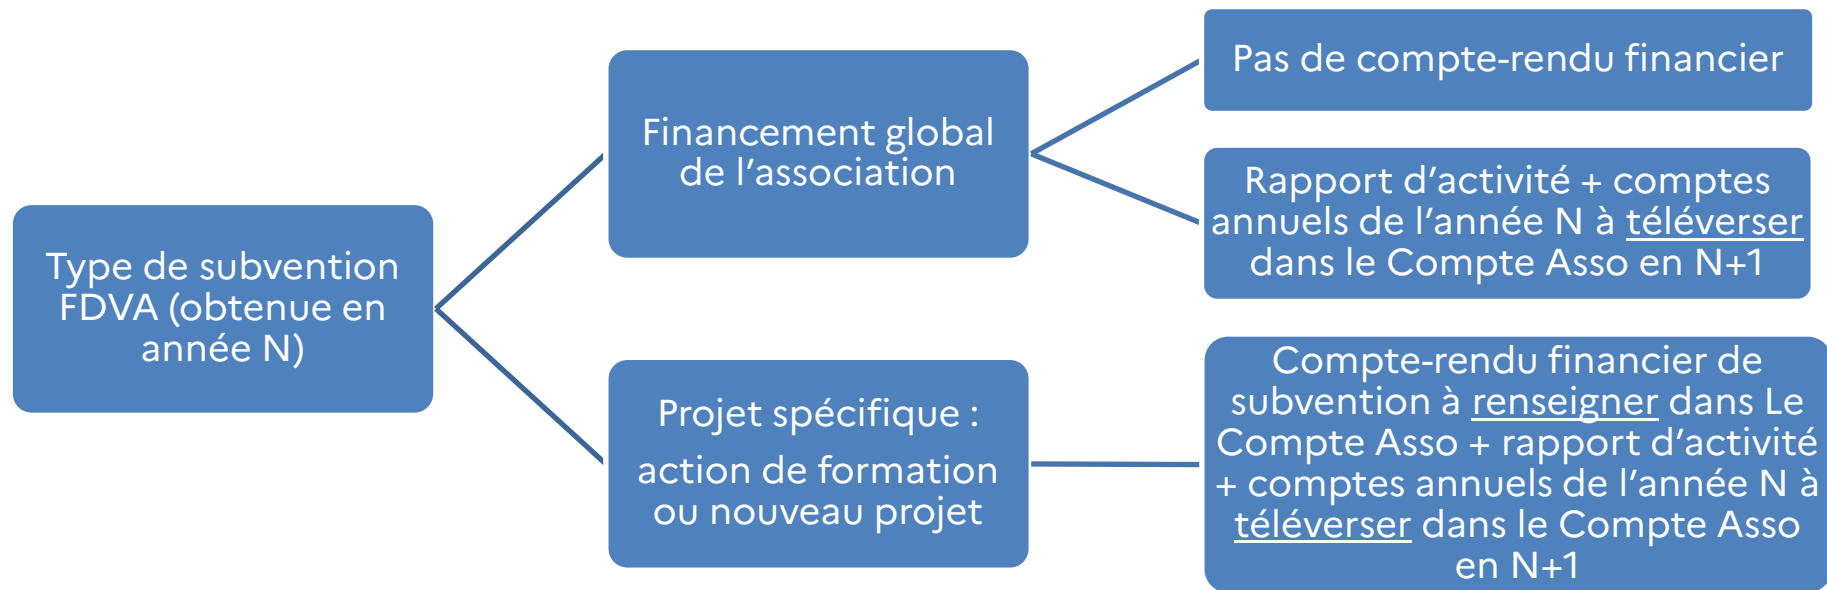 Type de subvention
FDVA (obtenue en
année N)
Financement global
de l’association
Pas de compte-rendu financier
Rapport d’activité + comptes
annuels de l’année N à téléverser
dans le Compte Asso en N+1
Projet spécifique :
action de formation
ou nouveau projet
Compte-rendu financier de
subvention à renseigner dans Le
Compte Asso + rapport d’activité
+ comptes annuels de l’année N à
téléverser dans le Compte Asso
en N+1